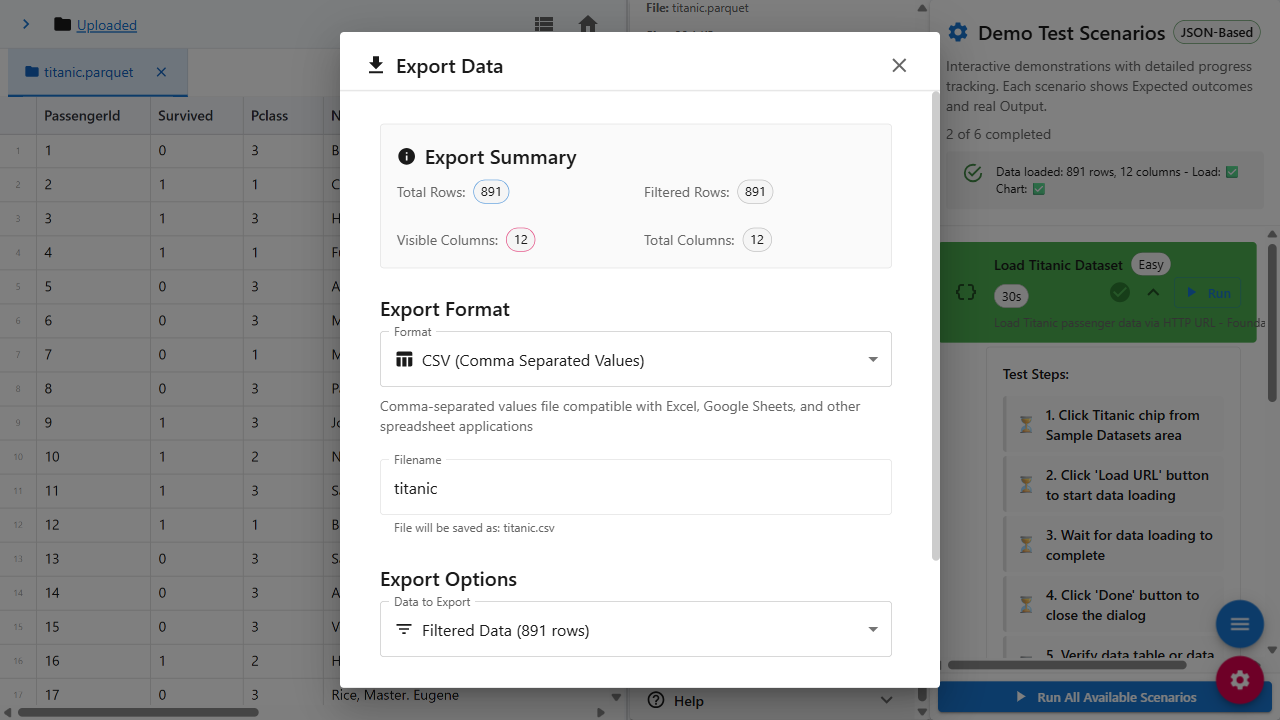 Uploaded
titanic.parquet
PassengerId Survived Pclass N
1 1 0 3 B
2 2 1 1 C
3 3 1 3 H
4 4 1 1 F
5 5 0 3 A
6 6 0 3 M
7 7 0 1 M
8 8 0 3 P
9 9 1 3 Jo
10 10 1 2 N
11 11 1 3 S
12 12 1 1 B
13 13 0 3 S
14 14 0 3 A
15 15 0 3 V
16 16 1 2 H
17 17 0 3 Rice, Master. Eugene
File: titanic.parquet
Export Data
Export Summary
Total Rows: 891
Filtered Rows: 891
Visible Columns: 12
Total Columns: 12
Export Format
Format
CSV (Comma Separated Values)
Comma-separated values file compatible with Excel, Google Sheets, and other
spreadsheet applications
Filename
titanic
File will be saved as: titanic.csv
Export Options
Data to Export
Filtered Data (891 rows)
Help
Demo Test Scenarios JSON-Based
Interactive demonstrations with detailed progress
tracking. Each scenario shows Expected outcomes
and real Output.
2 of 6 completed
Data loaded: 891 rows, 12 columns - Load: ✅
Chart: ✅
Load Titanic Dataset Easy
30s
Run
Load Titanic passenger data via HTTP URL - Founda
Test Steps:
1. Click Titanic chip from
Sample Datasets area
2. Click 'Load URL' button
to start data loading
3. Wait for data loading to
complete
4. Click 'Done' button to
close the dialog
5. Verify data table or data
Run All Available Scenarios